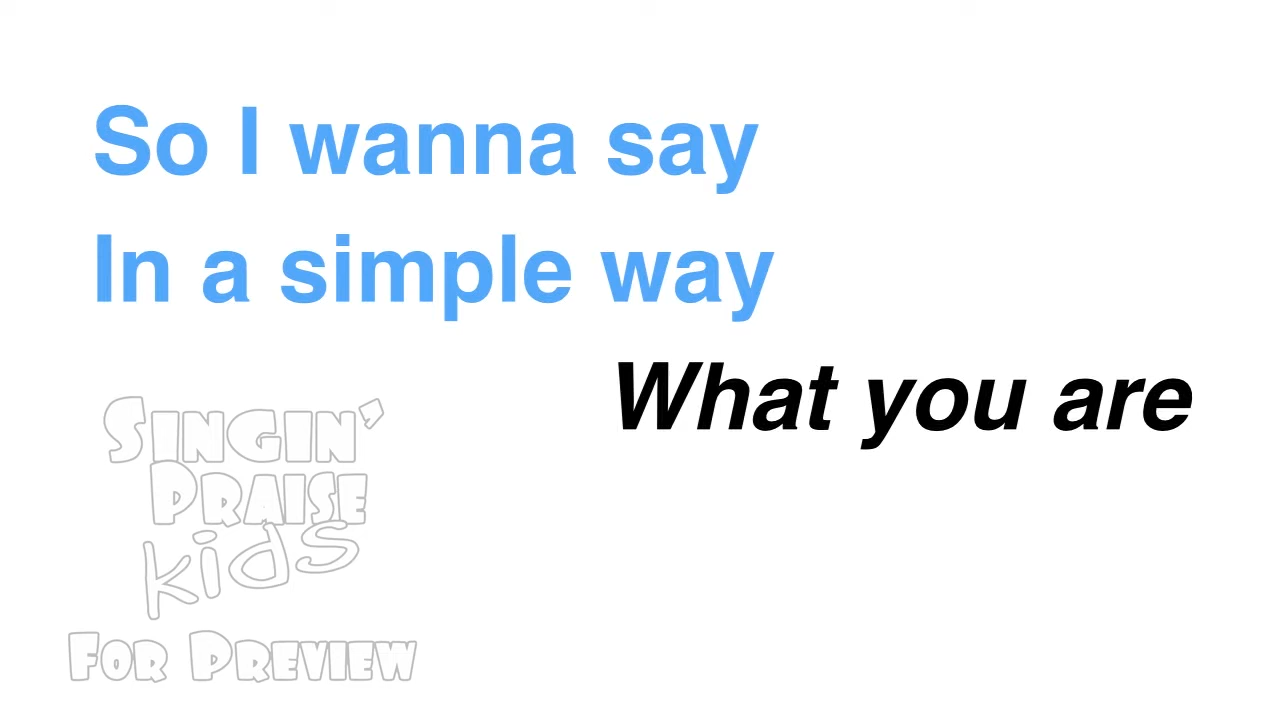 So I wanna say
In a simple way
What you are
SINGIN'
PRAISE
kids
FOR PREVIEW